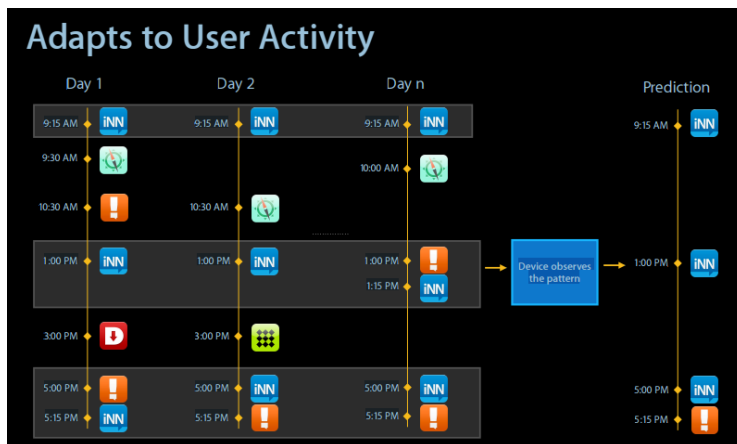 Adapts to User Activity
Day 1
Day 2
Day n
Prediction
9:15 AM iNN
9:15 AM iNN
9:15 AM iNN
9:15 AM iNN
9:30 AM
10:00 AM
10:30 AM !
10:30 AM
1:00 PM iNN
1:00 PM iNN
1:00 PM !
1:15 PM iNN
Device observes
the pattern
1:00 PM iNN
3:00 PM D
3:00 PM
5:00 PM !
5:00 PM iNN
5:00 PM iNN
5:00 PM iNN
5:15 PM iNN
5:15 PM !
5:15 PM !
5:15 PM !